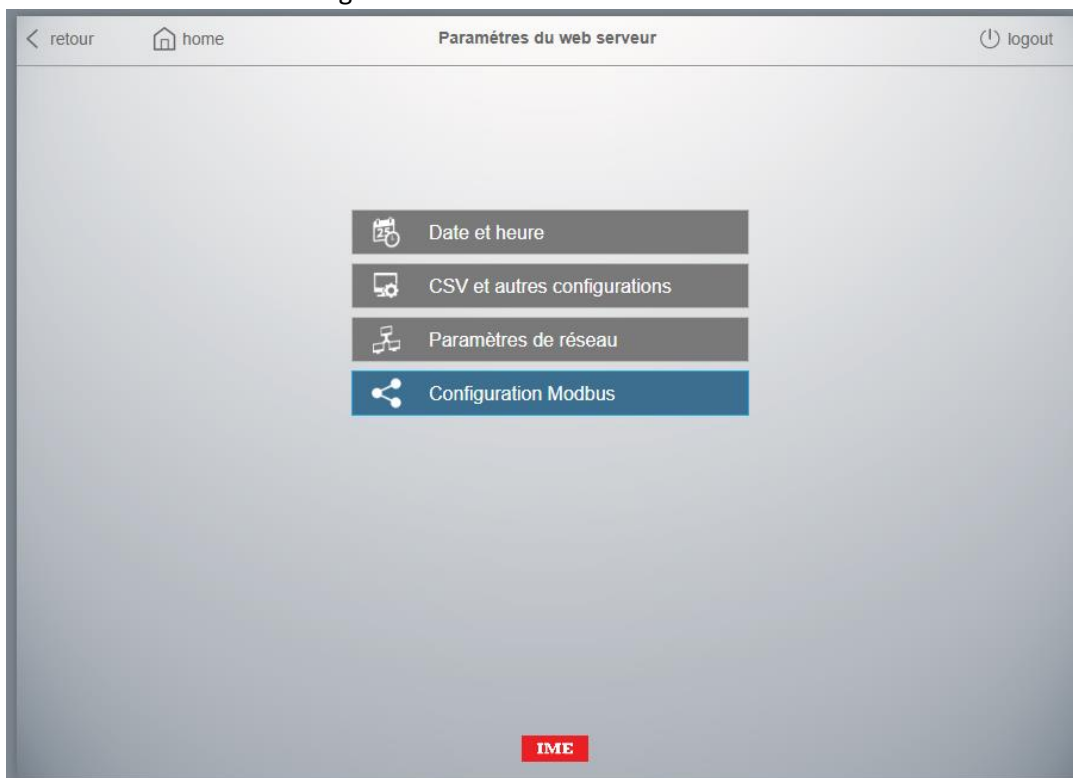 retour
home
Paramétres du web serveur
logout
25
Date et heure
CSV et autres configurations
Paramètres de réseau
Configuration Modbus
IME